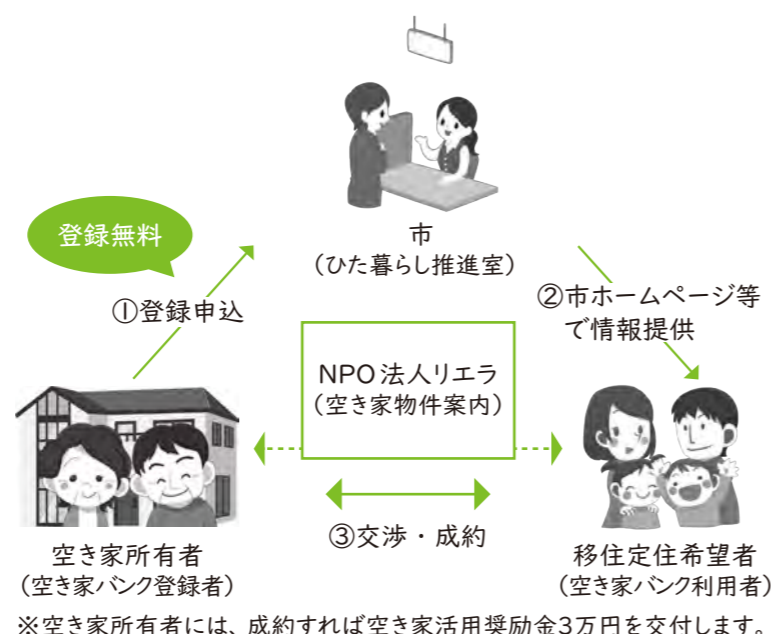 登録無料
市
（ひた暮らし推進室）
①登録申込
②市ホームページ等
で情報提供
NPO法人リエラ
（空き家物件案内）
③交渉・成約
空き家所有者
（空き家バンク登録者）
移住定住希望者
（空き家バンク利用者）
※空き家所有者には、成約すれば空き家活用奨励金3万円を交付します。